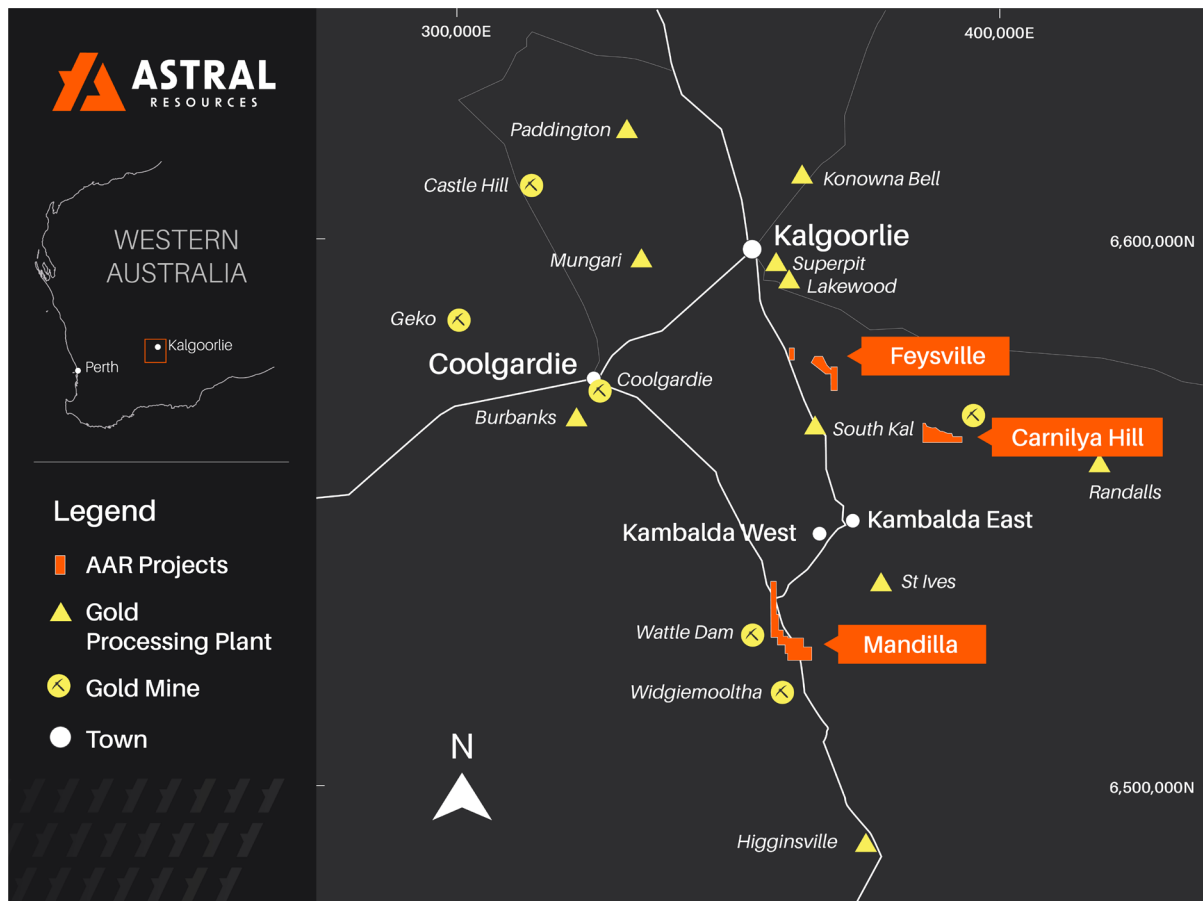 ASTRAL
RESOURCES
WESTERN
AUSTRALIA
Kalgoorlie
Perth
Legend
AAR Projects
Gold
Processing Plant
Gold Mine
Town
300,000E
400,000E
Paddington
Castle Hill
Konowna Bell
Kalgoorlie
6,600,000N
Mungari
Superpit
Lakewood
Geko
Feysville
Coolgardie
Coolgardie
Burbanks
South Kal
Carnilya Hill
Randalls
Kambalda East
Kambalda West
St Ives
Wattle Dam
Mandilla
Widgiemooltha
N
6,500,000N
Higginsville